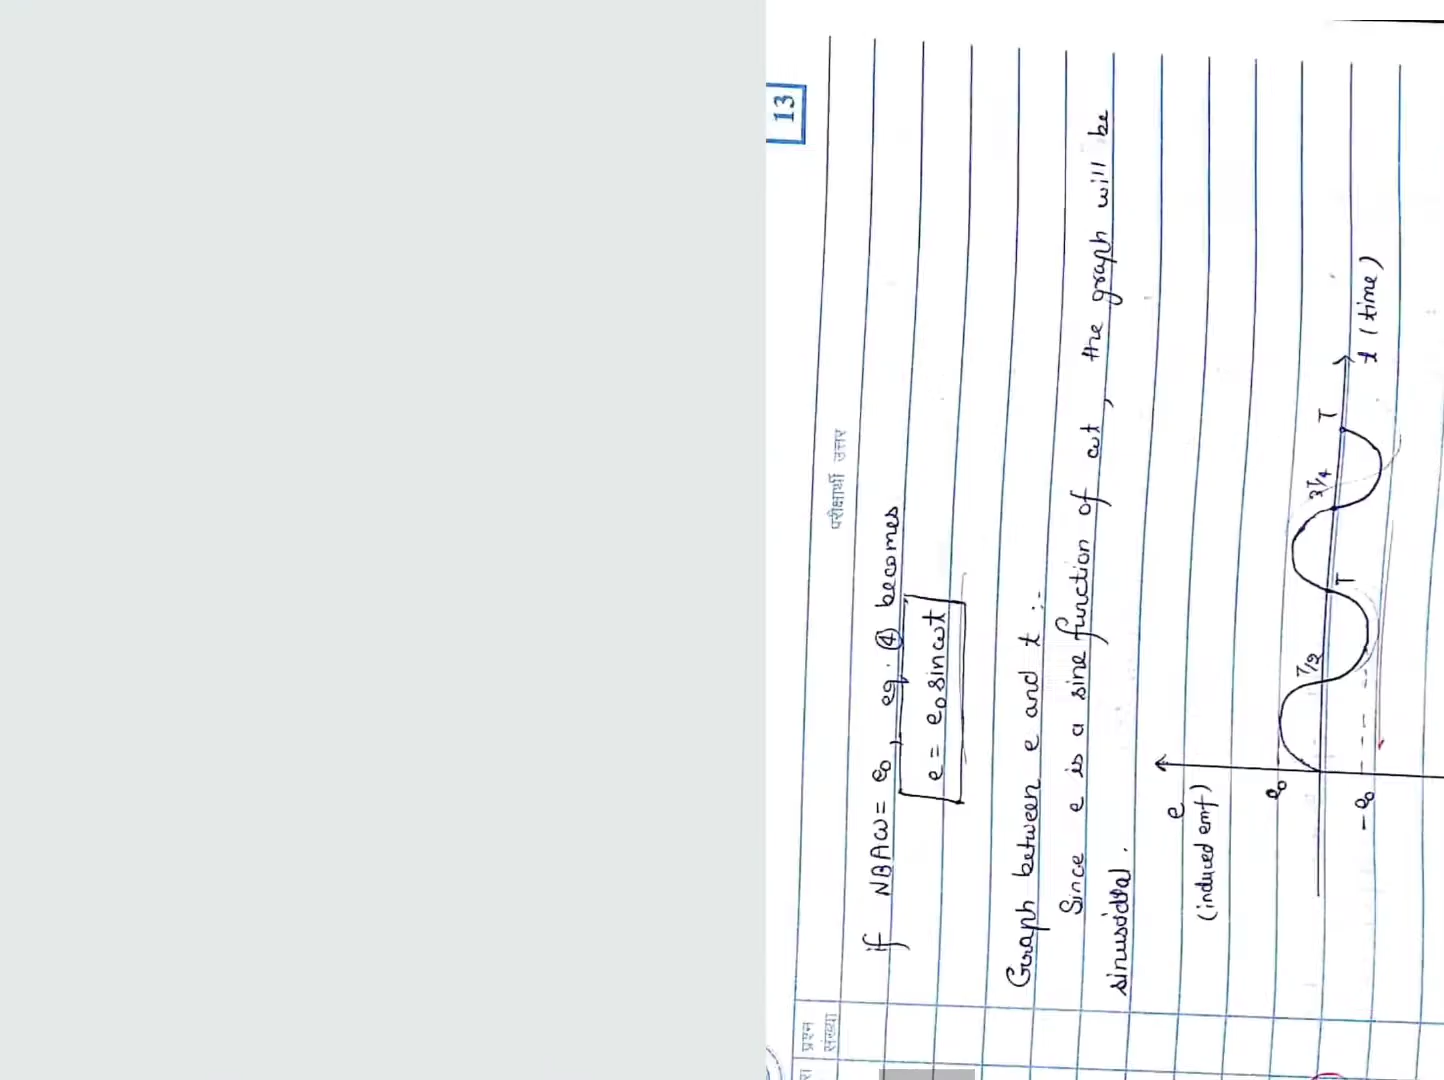 13
प्रश्न
संख्या
परीक्षार्थी उत्तर
if NBAω = e₀, eq. ④ becomes
e = e₀ sinωt
Graph between e and t :-
Since e is a sine function of ωt, the graph will be
sinusoidal.
e
(induced emf)
e₀
-e₀
T/2
T
3T/4
T
t (time)